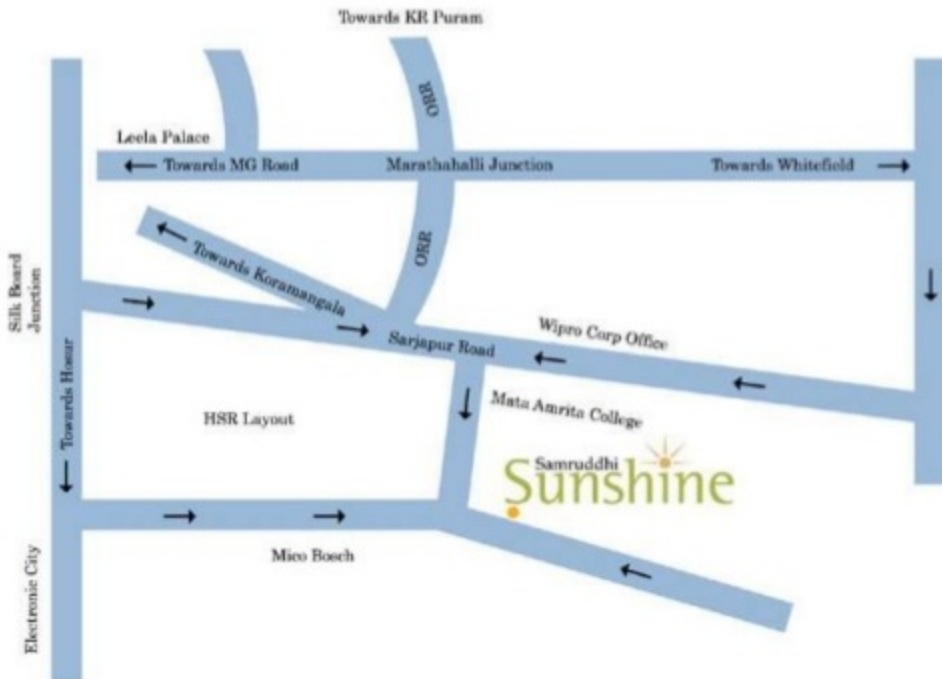 Towards KR Puram
ORR
Leela Palace
Towards MG Road
Marathahalli Junction
Towards Whitefield
ORR
Towards Koramangala
Silk Board
Junction
Sarjapur Road
Wipro Corp Office
Towards Hosur
HSR Layout
Mata Amrita College
Samruddhi
Sunshine
Mico Bosch
Electronic City